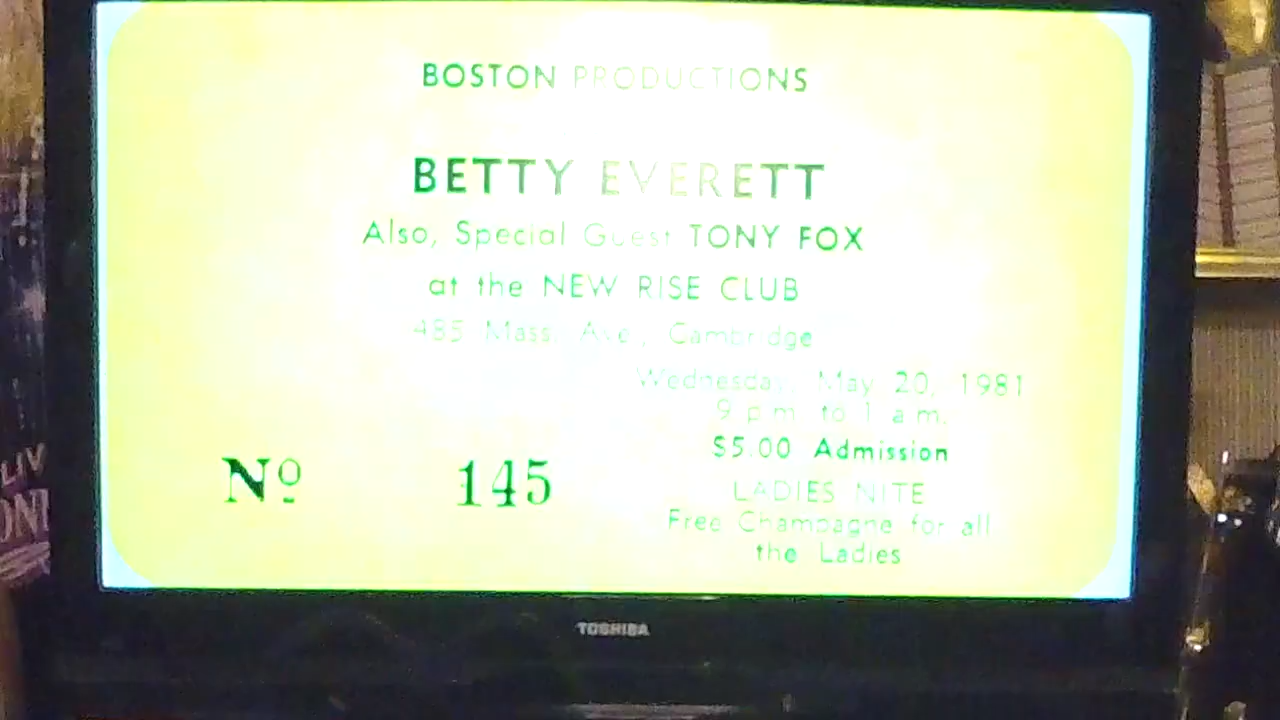 BOSTON PRODUCTIONS
BETTY EVERETT
Also, Special Guest TONY FOX
at the NEW RISE CLUB
485 Mass. Ave., Cambridge
Wednesday, May 20, 1981
9 p.m. to 1 a.m.
$5.00 Admission
LADIES NITE
Free Champagne for all
the Ladies
Nº 145
LIV
TOSHIBA